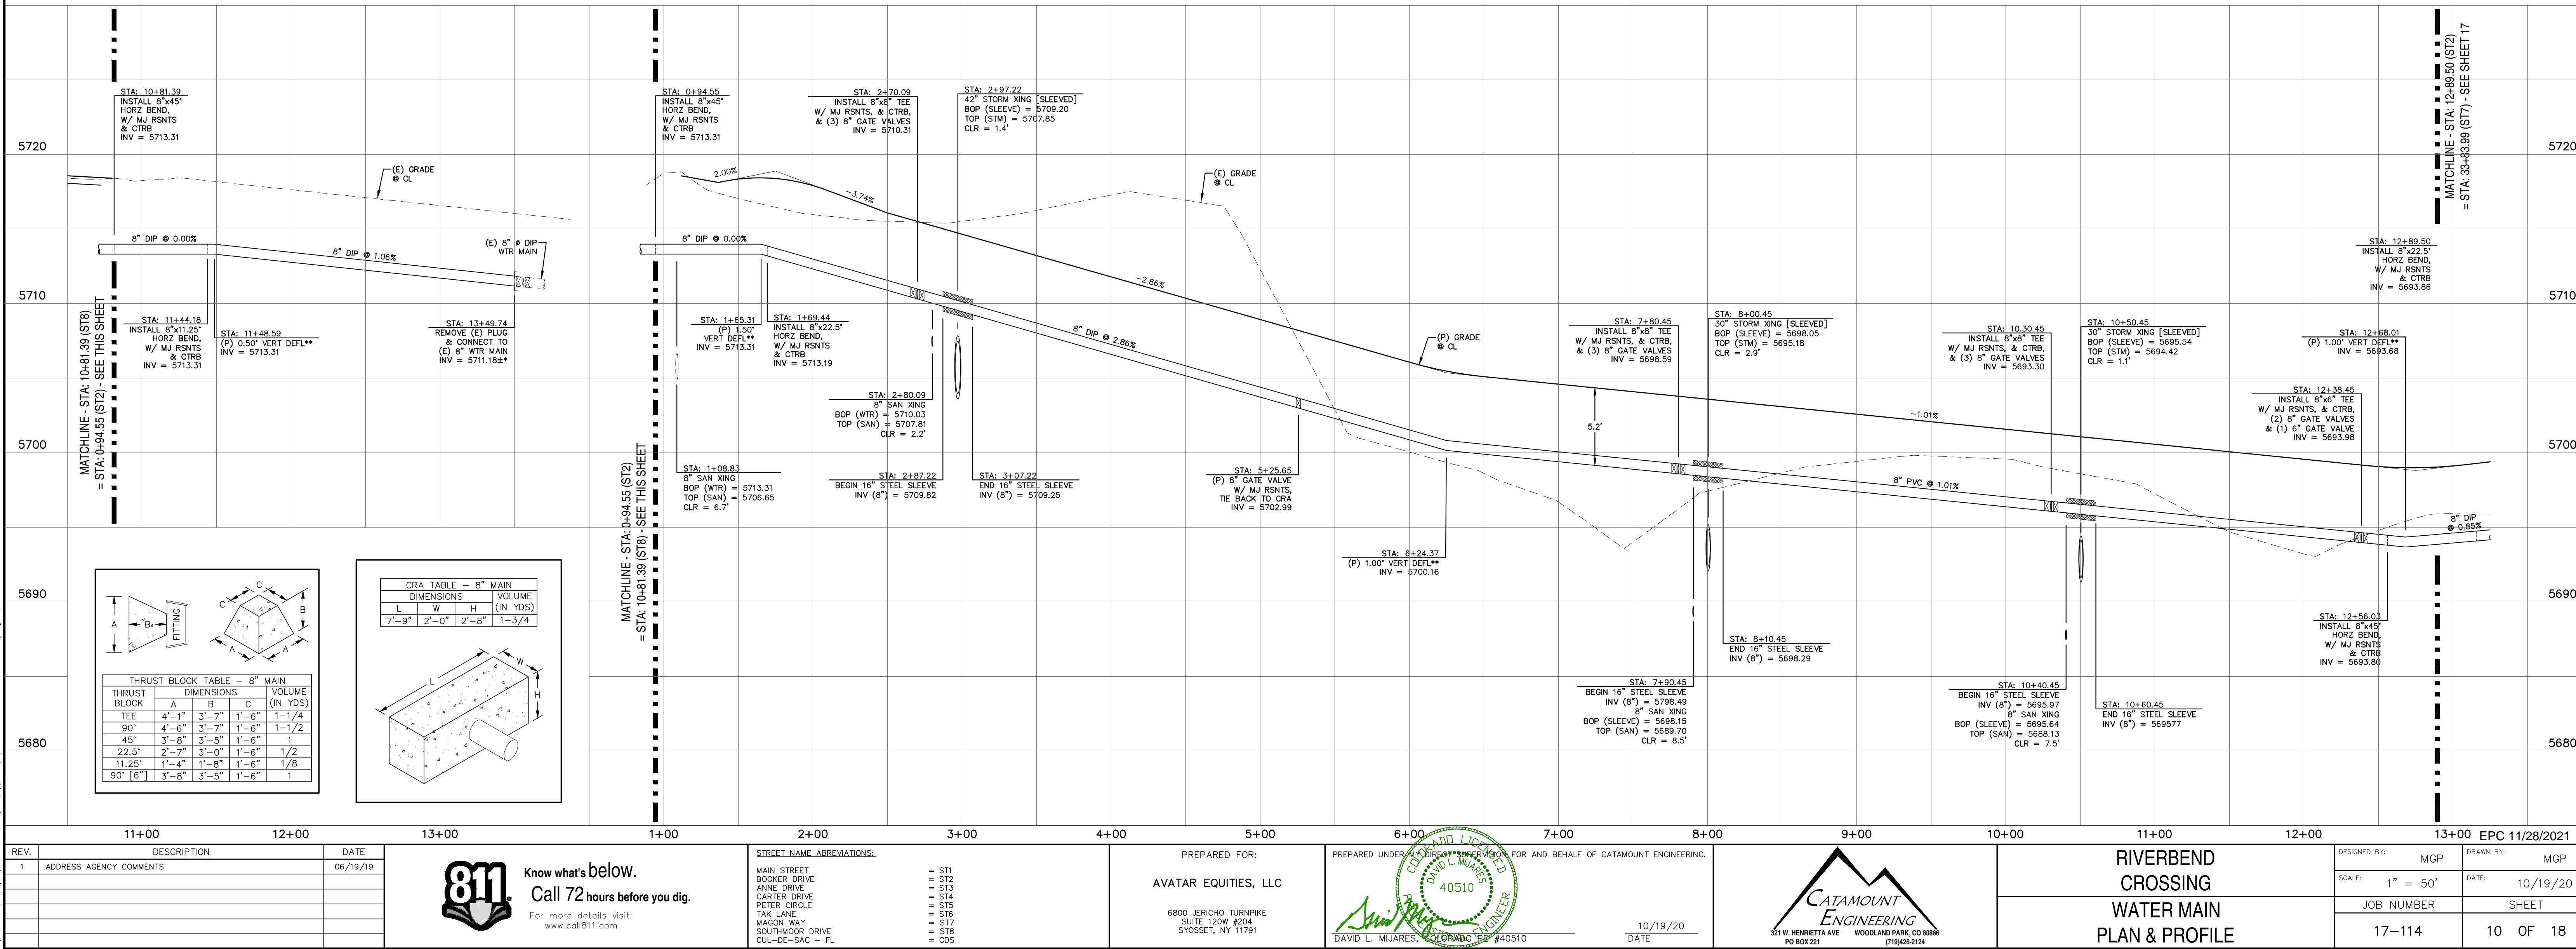 5720
5710
5700
5690
5680
MATCHLINE - STA: 10+81.39 (ST8)
= STA: 0+94.55 (ST2) - SEE THIS SHEET
STA: 10+81.39
INSTALL 8"x45°
HORZ BEND,
W/ MJ RSNTS
& CTRB
INV = 5713.31
(E) GRADE
@ CL
8" DIP @ 0.00%
8" DIP @ 1.06%
(E) 8" ø DIP
WTR MAIN
STA: 11+44.18
INSTALL 8"x11.25°
HORZ BEND,
W/ MJ RSNTS
& CTRB
INV = 5713.31
STA: 11+48.59
(P) 0.50° VERT DEFL**
INV = 5713.31
STA: 13+49.74
REMOVE (E) PLUG
& CONNECT TO
(E) 8" WTR MAIN
INV = 5711.18±*
MATCHLINE - STA: 0+94.55 (ST2)
= STA: 10+81.39 (ST8) - SEE THIS SHEET
STA: 0+94.55
INSTALL 8"x45°
HORZ BEND,
W/ MJ RSNTS
& CTRB
INV = 5713.31
STA: 2+70.09
INSTALL 8"x8" TEE
W/ MJ RSNTS, & CTRB,
& (3) 8" GATE VALVES
INV = 5710.31
STA: 2+97.22
42" STORM XING [SLEEVED]
BOP (SLEEVE) = 5709.20
TOP (STM) = 5707.85
CLR = 1.4'
2.00%
-3.74%
-2.86%
(E) GRADE
@ CL
(P) GRADE
@ CL
8" DIP @ 0.00%
8" DIP @ 2.86%
STA: 1+65.31
(P) 1.50°
VERT DEFL**
INV = 5713.31
STA: 1+69.44
INSTALL 8"x22.5°
HORZ BEND,
W/ MJ RSNTS
& CTRB
INV = 5713.19
STA: 2+80.09
8" SAN XING
BOP (WTR) = 5710.03
TOP (SAN) = 5707.81
CLR = 2.2'
STA: 1+08.83
8" SAN XING
BOP (WTR) = 5713.31
TOP (SAN) = 5706.65
CLR = 6.7'
STA: 2+87.22
BEGIN 16" STEEL SLEEVE
INV (8") = 5709.82
STA: 3+07.22
END 16" STEEL SLEEVE
INV (8") = 5709.25
STA: 5+25.65
(P) 8" GATE VALVE
W/ MJ RSNTS,
TIE BACK TO CRA
INV = 5702.99
STA: 6+24.37
(P) 1.00° VERT DEFL**
INV = 5700.16
5.2'
STA: 7+80.45
INSTALL 8"x8" TEE
W/ MJ RSNTS, & CTRB,
& (3) 8" GATE VALVES
INV = 5698.59
STA: 8+00.45
30" STORM XING [SLEEVED]
BOP (SLEEVE) = 5698.05
TOP (STM) = 5695.18
CLR = 2.9'
-1.01%
8" PVC @ 1.01%
STA: 10.30.45
INSTALL 8"x8" TEE
W/ MJ RSNTS, & CTRB,
& (3) 8" GATE VALVES
INV = 5693.30
STA: 10+50.45
30" STORM XING [SLEEVED]
BOP (SLEEVE) = 5695.54
TOP (STM) = 5694.42
CLR = 1.1'
STA: 12+89.50
INSTALL 8"x22.5°
HORZ BEND,
W/ MJ RSNTS
& CTRB
INV = 5693.86
STA: 12+68.01
(P) 1.00° VERT DEFL**
INV = 5693.68
STA: 12+38.45
INSTALL 8"x6" TEE
W/ MJ RSNTS, & CTRB,
(2) 8" GATE VALVES
& (1) 6" GATE VALVE
INV = 5693.98
8" DIP
@ 0.85%
STA: 12+56.03
INSTALL 8"x45°
HORZ BEND,
W/ MJ RSNTS
& CTRB
INV = 5693.80
STA: 8+10.45
END 16" STEEL SLEEVE
INV (8") = 5698.29
STA: 7+90.45
BEGIN 16" STEEL SLEEVE
INV (8") = 5798.49
8" SAN XING
BOP (SLEEVE) = 5698.15
TOP (SAN) = 5689.70
CLR = 8.5'
STA: 10+40.45
BEGIN 16" STEEL SLEEVE
INV (8") = 5695.97
8" SAN XING
BOP (SLEEVE) = 5695.64
TOP (SAN) = 5688.13
CLR = 7.5'
STA: 10+60.45
END 16" STEEL SLEEVE
INV (8") = 569577
MATCHLINE - STA: 12+89.50 (ST2)
= STA: 33+83.99 (ST7) - SEE SHEET 17
5720
5710
5700
5690
5680
A
B
FITTING
C
C
B
A
A
THRUST BLOCK TABLE - 8" MAIN
THRUST BLOCK DIMENSIONS VOLUME (IN YDS)
A B C
TEE 4'-1" 3'-7" 1'-6" 1-1/4
90° 4'-6" 3'-7" 1'-6" 1-1/2
45° 3'-8" 3'-5" 1'-6" 1
22.5° 2'-7" 3'-0" 1'-6" 1/2
11.25° 1'-4" 1'-8" 1'-6" 1/8
90° [6"] 3'-8" 3'-5" 1'-6" 1
CRA TABLE - 8" MAIN
DIMENSIONS VOLUME (IN YDS)
L W H
7'-9" 2'-0" 2'-8" 1-3/4
L
W
H
11+00 12+00 13+00 1+00 2+00 3+00 4+00 5+00 6+00 7+00 8+00 9+00 10+00 11+00 12+00 13+00
EPC 11/28/2021
REV. DESCRIPTION DATE
1 ADDRESS AGENCY COMMENTS 06/19/19
811
Know what's below.
Call 72 hours before you dig.
For more details visit:
www.call811.com
STREET NAME ABREVIATIONS:
MAIN STREET = ST1
BOOKER DRIVE = ST2
ANNE DRIVE = ST3
CARTER DRIVE = ST4
PETER CIRCLE = ST5
TAK LANE = ST6
MAGON WAY = ST7
SOUTHMOOR DRIVE = ST8
CUL-DE-SAC - FL = CDS
PREPARED FOR:
AVATAR EQUITIES, LLC
6800 JERICHO TURNPIKE
SUITE 120W #204
SYOSSET, NY 11791
PREPARED UNDER MY DIRECT SUPERVISION FOR AND BEHALF OF CATAMOUNT ENGINEERING.
COLORADO LICENSED
DAVID L. MIJARES
40510
PROFESSIONAL ENGINEER
10/19/20
DAVID L. MIJARES, COLORADO PE #40510 DATE
CATAMOUNT
ENGINEERING
321 W. HENRIETTA AVE WOODLAND PARK, CO 80866
PO BOX 221 (719)426-2124
RIVERBEND
CROSSING
WATER MAIN
PLAN & PROFILE
DESIGNED BY: MGP
DRAWN BY: MGP
SCALE: 1" = 50'
DATE: 10/19/20
JOB NUMBER
17-114
SHEET
10 OF 18